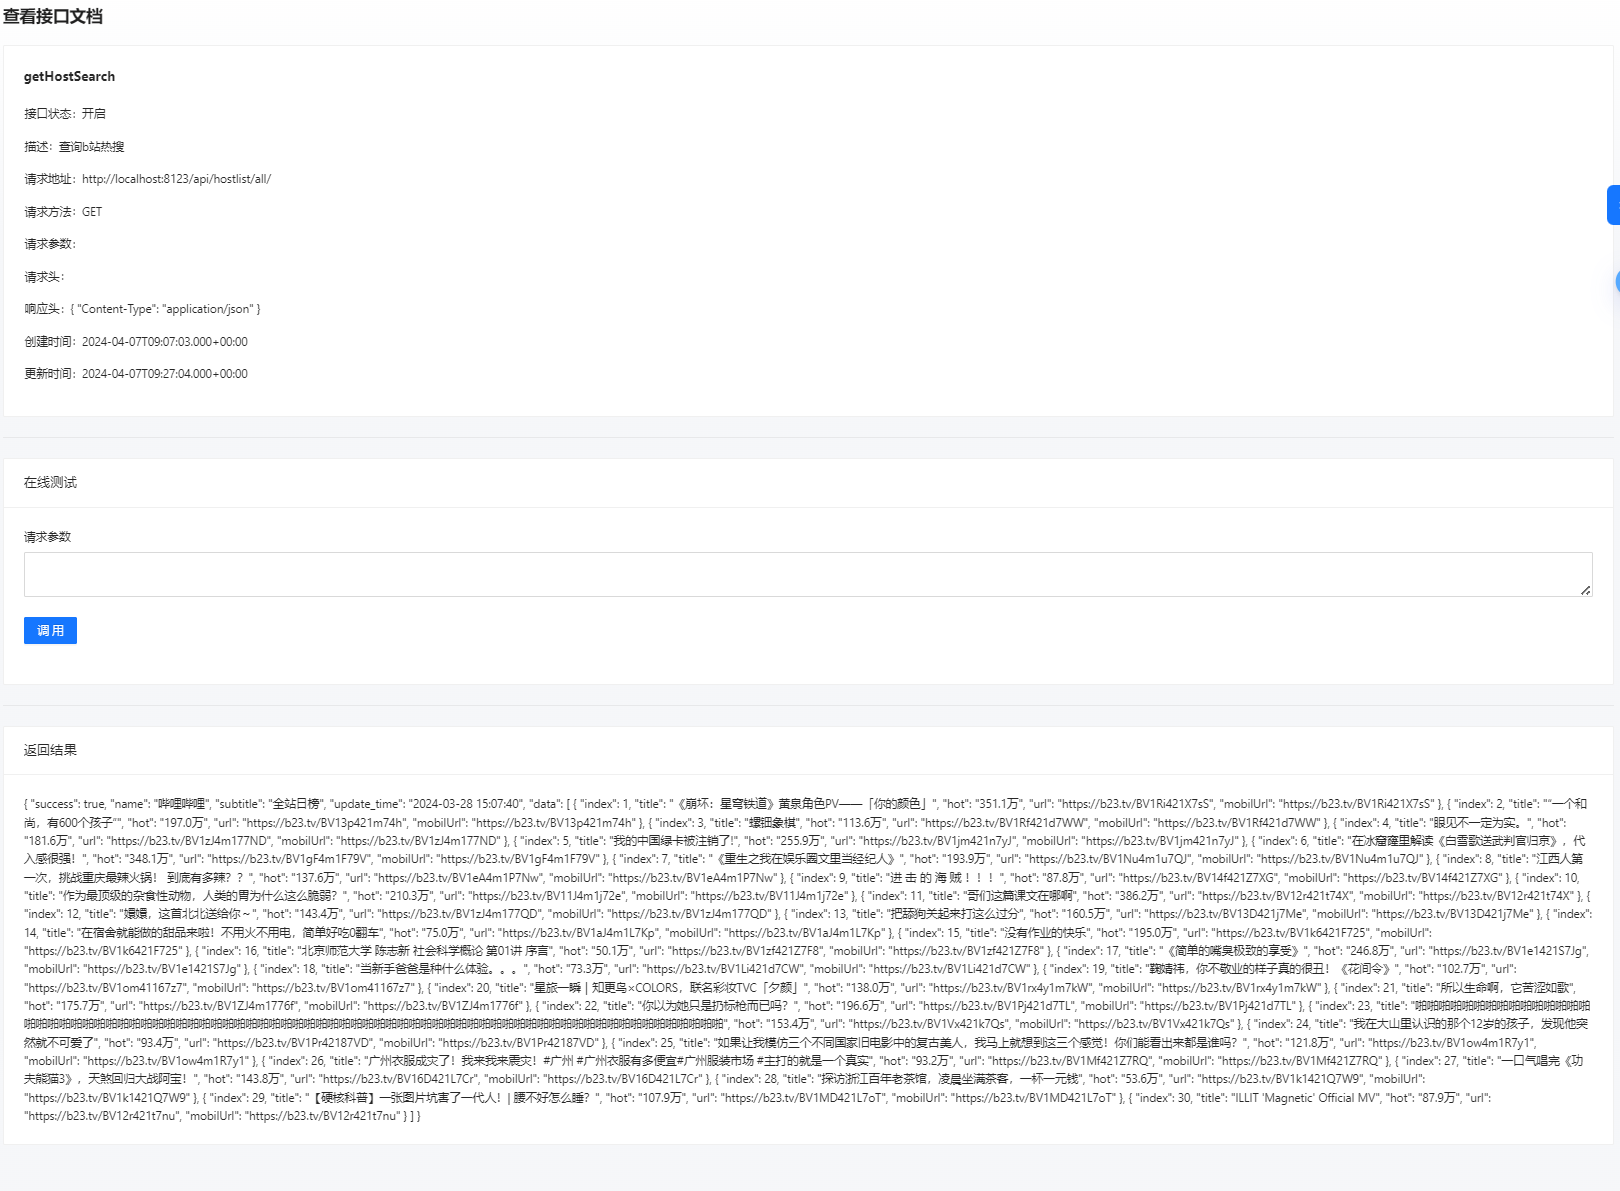 查看接口文档
getHostSearch
接口状态：开启
描述：查询b站热搜
请求地址：http://localhost:8123/api/hostlist/all/
请求方法：GET
请求参数：
请求头：
响应头：{ "Content-Type": "application/json" }
创建时间：2024-04-07T09:07:03.000+00:00
更新时间：2024-04-07T09:27:04.000+00:00
在线测试
请求参数
调 用
返回结果
{ "success": true, "name": "哔哩哔哩", "subtitle": "全站日榜", "update_time": "2024-03-28 15:07:40", "data": [ { "index": 1, "title": "《崩坏：星穹铁道》黄泉角色PV——「你的颜色」", "hot": "351.1万", "url": "https://b23.tv/BV1Ri421X7sS", "mobilUrl": "https://b23.tv/BV1Ri421X7sS" }, { "index": 2, "title": "“一个和
尚，有600个孩子”", "hot": "197.0万", "url": "https://b23.tv/BV13p421m74h", "mobilUrl": "https://b23.tv/BV13p421m74h" }, { "index": 3, "title": "螺钿象棋", "hot": "113.6万", "url": "https://b23.tv/BV1Rf421d7WW", "mobilUrl": "https://b23.tv/BV1Rf421d7WW" }, { "index": 4, "title": "眼见不一定为实。", "hot":
"181.6万", "url": "https://b23.tv/BV1zJ4m177ND", "mobilUrl": "https://b23.tv/BV1zJ4m177ND" }, { "index": 5, "title": "我的中国绿卡被注销了!", "hot": "255.9万", "url": "https://b23.tv/BV1jm421n7yJ", "mobilUrl": "https://b23.tv/BV1jm421n7yJ" }, { "index": 6, "title": "在冰窟窿里解读《白雪歌送武判官归京》，代
入感很强！", "hot": "348.1万", "url": "https://b23.tv/BV1gF4m1F79V", "mobilUrl": "https://b23.tv/BV1gF4m1F79V" }, { "index": 7, "title": "《重生之我在娱乐圈文里当经纪人》", "hot": "193.9万", "url": "https://b23.tv/BV1Nu4m1u7QJ", "mobilUrl": "https://b23.tv/BV1Nu4m1u7QJ" }, { "index": 8, "title": "江西人第
一次，挑战重庆最辣火锅！ 到底有多辣？？", "hot": "137.6万", "url": "https://b23.tv/BV1eA4m1P7Nw", "mobilUrl": "https://b23.tv/BV1eA4m1P7Nw" }, { "index": 9, "title": "进 击 的 海 贼 ！！！", "hot": "87.8万", "url": "https://b23.tv/BV14f421Z7XG", "mobilUrl": "https://b23.tv/BV14f421Z7XG" }, { "index": 10,
"title": "作为最顶级的杂食性动物，人类的胃为什么这么脆弱？", "hot": "210.3万", "url": "https://b23.tv/BV11J4m1j72e", "mobilUrl": "https://b23.tv/BV11J4m1j72e" }, { "index": 11, "title": "哥们这篇课文在哪啊", "hot": "386.2万", "url": "https://b23.tv/BV12r421t74X", "mobilUrl": "https://b23.tv/BV12r421t74X" }, {
"index": 12, "title": "嬛嬛，这首北北送给你～", "hot": "143.4万", "url": "https://b23.tv/BV1zJ4m177QD", "mobilUrl": "https://b23.tv/BV1zJ4m177QD" }, { "index": 13, "title": "把舔狗关起来打这么过分", "hot": "160.5万", "url": "https://b23.tv/BV13D421j7Me", "mobilUrl": "https://b23.tv/BV13D421j7Me" }, { "index":
14, "title": "在宿舍就能做的甜品来啦！不用火不用电，简单好吃0翻车", "hot": "75.0万", "url": "https://b23.tv/BV1aJ4m1L7Kp", "mobilUrl": "https://b23.tv/BV1aJ4m1L7Kp" }, { "index": 15, "title": "没有作业的快乐", "hot": "195.0万", "url": "https://b23.tv/BV1k6421F725", "mobilUrl":
"https://b23.tv/BV1k6421F725" }, { "index": 16, "title": "北京师范大学 陈志新 社会科学概论 第01讲 序言", "hot": "50.1万", "url": "https://b23.tv/BV1zf421Z7F8", "mobilUrl": "https://b23.tv/BV1zf421Z7F8" }, { "index": 17, "title": "《简单的嘴臭极致的享受》", "hot": "246.8万", "url": "https://b23.tv/BV1e1421S7Jg",
"mobilUrl": "https://b23.tv/BV1e1421S7Jg" }, { "index": 18, "title": "当新手爸爸是种什么体验。。。", "hot": "73.3万", "url": "https://b23.tv/BV1Li421d7CW", "mobilUrl": "https://b23.tv/BV1Li421d7CW" }, { "index": 19, "title": "鞠婧祎，你不敬业的样子真的很丑！《花间令》", "hot": "102.7万", "url":
"https://b23.tv/BV1om41167z7", "mobilUrl": "https://b23.tv/BV1om41167z7" }, { "index": 20, "title": "星旅一瞬 | 知更鸟×COLORS，联名彩妆TVC「夕颜」", "hot": "138.0万", "url": "https://b23.tv/BV1rx4y1m7kW", "mobilUrl": "https://b23.tv/BV1rx4y1m7kW" }, { "index": 21, "title": "所以生命啊，它苦涩如歌",
"hot": "175.7万", "url": "https://b23.tv/BV1ZJ4m1776f", "mobilUrl": "https://b23.tv/BV1ZJ4m1776f" }, { "index": 22, "title": "你以为她只是扔标枪而已吗？", "hot": "196.6万", "url": "https://b23.tv/BV1Pj421d7TL", "mobilUrl": "https://b23.tv/BV1Pj421d7TL" }, { "index": 23, "title": "啪啪啪啪啪啪啪啪啪啪啪啪啪啪啪
啪啪啪啪啪啪啪啪啪啪啪啪啪啪啪啪啪啪啪啪啪啪啪啪啪啪啪啪啪啪啪啪啪啪啪啪啪啪啪啪啪啪啪啪啪", "hot": "153.4万", "url": "https://b23.tv/BV1Vx421k7Qs", "mobilUrl": "https://b23.tv/BV1Vx421k7Qs" }, { "index": 24, "title": "我在大山里认识的那个12岁的孩子，发现他突
然就不可爱了", "hot": "93.4万", "url": "https://b23.tv/BV1Pr42187VD", "mobilUrl": "https://b23.tv/BV1Pr42187VD" }, { "index": 25, "title": "如果让我模仿三个不同国家旧电影中的复古美人，我马上就想到这三个感觉！你们能看出来都是谁吗？", "hot": "121.8万", "url": "https://b23.tv/BV1ow4m1R7y1",
"mobilUrl": "https://b23.tv/BV1ow4m1R7y1" }, { "index": 26, "title": "广州衣服成灾了！我来我来震灾！#广州 #广州衣服有多便宜#广州服装市场 #主打的就是一个真实", "hot": "93.2万", "url": "https://b23.tv/BV1Mf421Z7RQ", "mobilUrl": "https://b23.tv/BV1Mf421Z7RQ" }, { "index": 27, "title": "一口气唱完《功
夫熊猫3》，天煞回归大战阿宝！", "hot": "143.8万", "url": "https://b23.tv/BV16D421L7Cr", "mobilUrl": "https://b23.tv/BV16D421L7Cr" }, { "index": 28, "title": "探访浙江百年老茶馆，凌晨坐满茶客，一杯一元钱", "hot": "53.6万", "url": "https://b23.tv/BV1k1421Q7W9", "mobilUrl":
"https://b23.tv/BV1k1421Q7W9" }, { "index": 29, "title": "【硬核科普】一张图片坑害了一代人！| 腰不好怎么睡？", "hot": "107.9万", "url": "https://b23.tv/BV1MD421L7oT", "mobilUrl": "https://b23.tv/BV1MD421L7oT" }, { "index": 30, "title": "ILLIT 'Magnetic' Official MV", "hot": "87.9万", "url":
"https://b23.tv/BV12r421t7nu", "mobilUrl": "https://b23.tv/BV12r421t7nu" } ] }